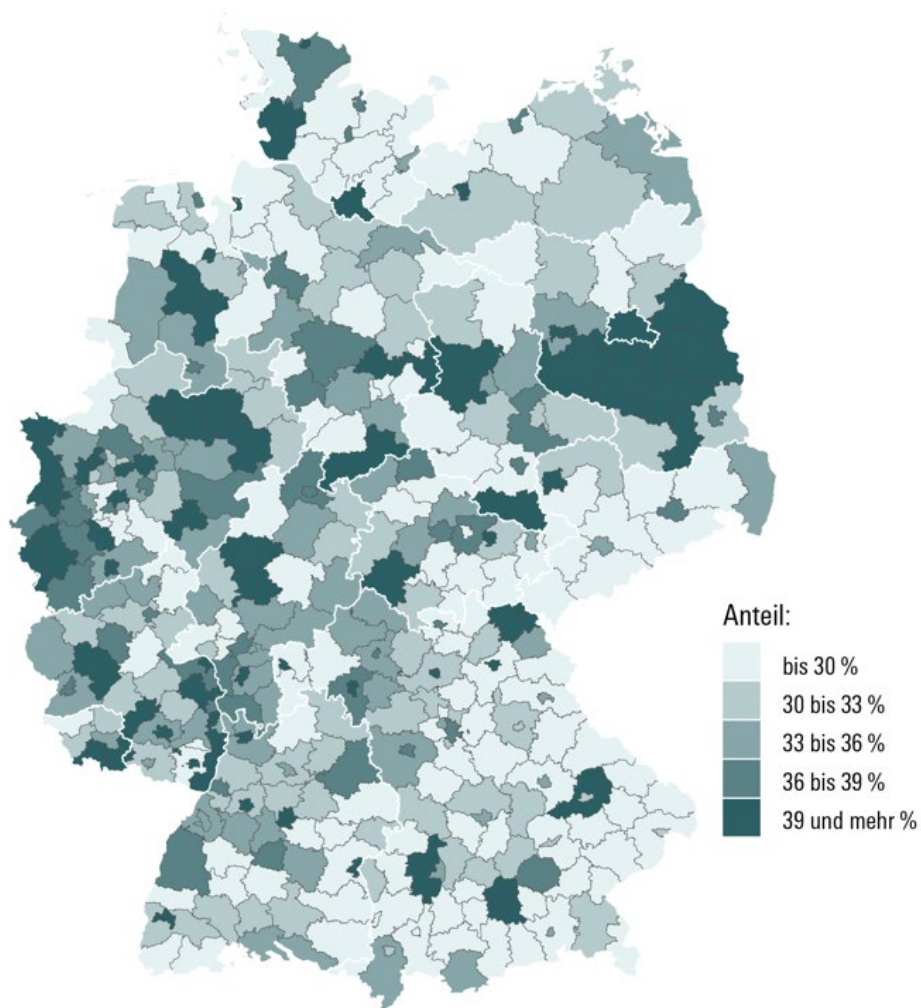 Anteil:
bis 30 %
30 bis 33 %
33 bis 36 %
36 bis 39 %
39 und mehr %